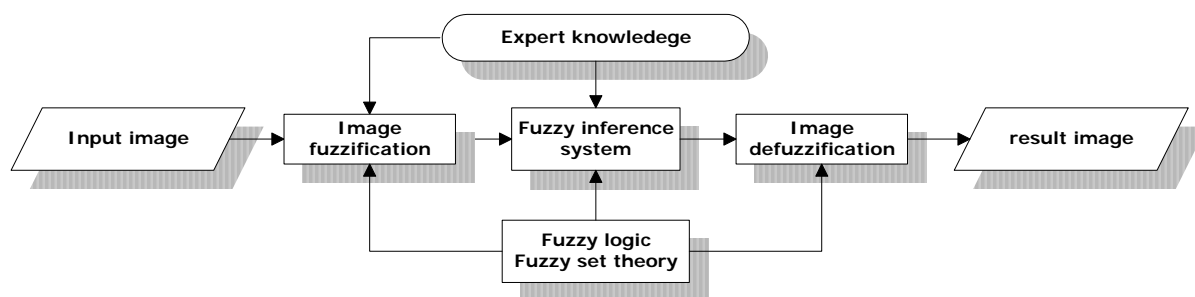 Expert knowledege
Input image
Image
fuzzification
Fuzzy inference
system
Image
defuzzification
result image
Fuzzy logic
Fuzzy set theory